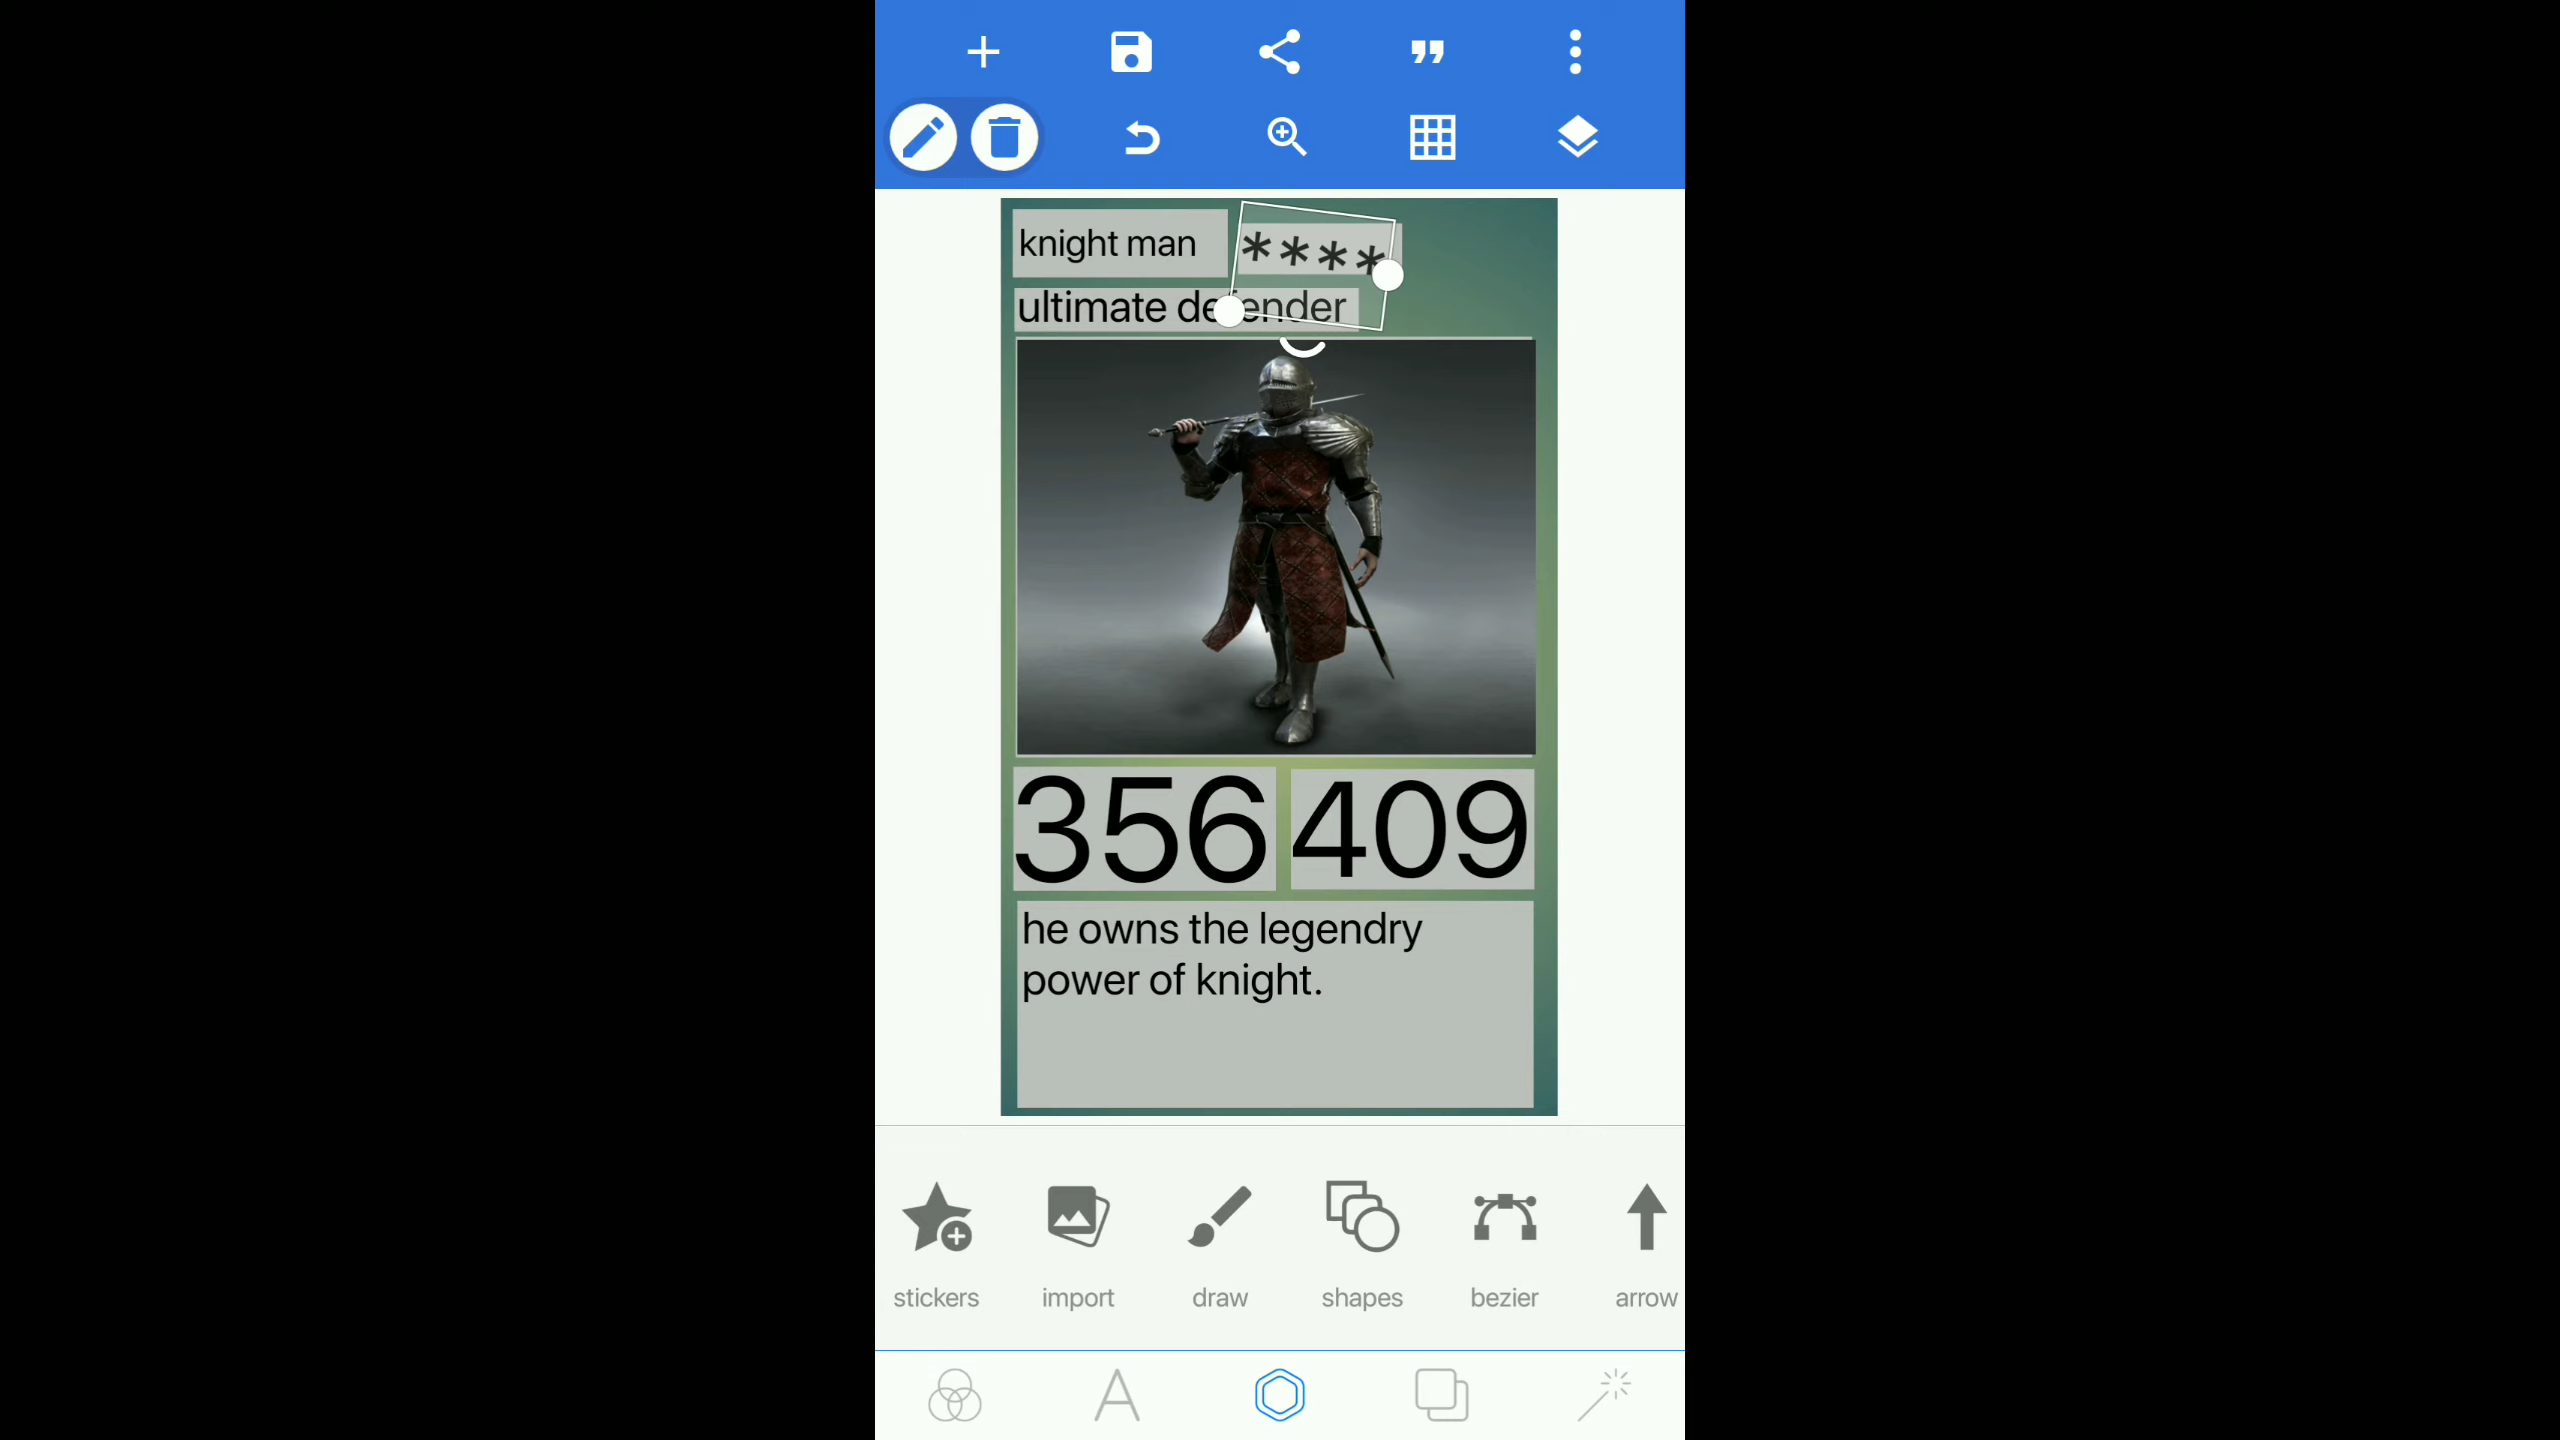 knight man ****
ultimate defender
356 409
he owns the legendry
power of knight.
stickers import draw shapes bezier arrow